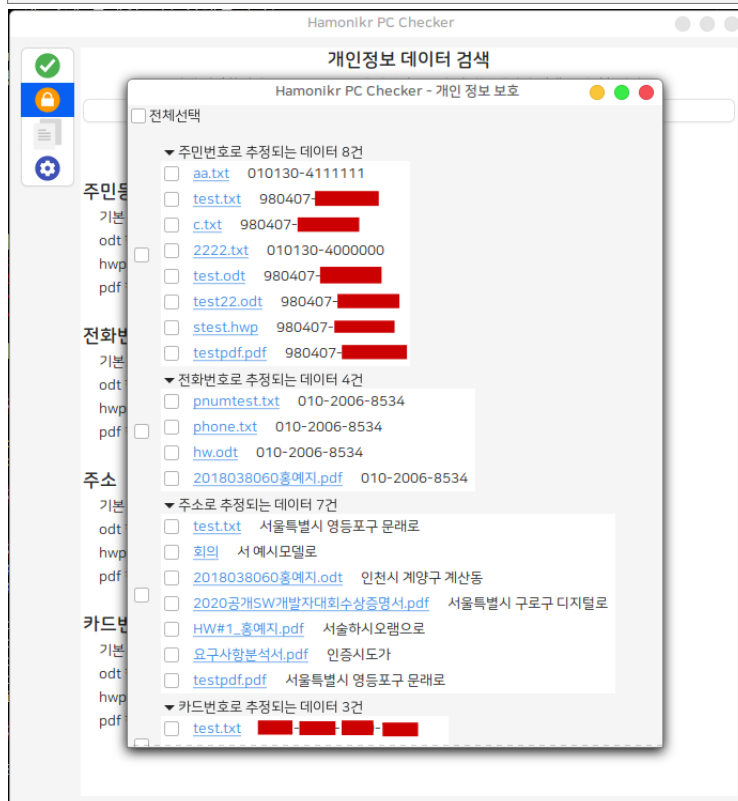 Hamonikr PC Checker
개인정보 데이터 검색
Hamonikr PC Checker - 개인 정보 보호
전체선택
주민번호로 추정되는 데이터 8건
aa.txt 010130-4111111
test.txt 980407-
c.txt 980407-
2222.txt 010130-4000000
test.odt 980407-
test22.odt 980407-
stest.hwp 980407-
testpdf.pdf 980407-
전화번호로 추정되는 데이터 4건
pnumtest.txt 010-2006-8534
phone.txt 010-2006-8534
hw.odt 010-2006-8534
2018038060홍예지.pdf 010-2006-8534
주소로 추정되는 데이터 7건
test.txt 서울특별시 영등포구 문래로
회의 서 예시모델로
2018038060홍예지.odt 인천시 계양구 계산동
2020공개SW개발자대회수상증명서.pdf 서울특별시 구로구 디지털로
HW#1_홍예지.pdf 서술하시오램으로
요구사항분석서.pdf 인증시도가
testpdf.pdf 서울특별시 영등포구 문래로
카드번호로 추정되는 데이터 3건
test.txt - - -
기본
odt
hwp
pdf
기본
odt
hwp
pdf
주소
기본
odt
hwp
pdf
기본
odt
hwp
pdf